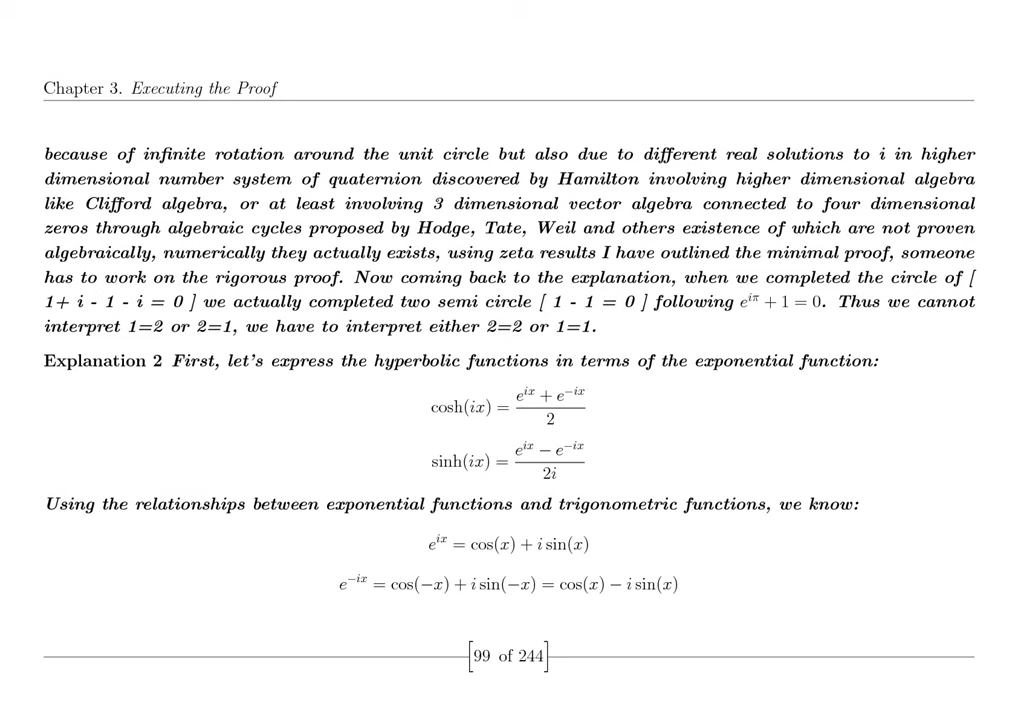 Chapter 3. Executing the Proof
because of infinite rotation around the unit circle but also due to different real solutions to i in higher
dimensional number system of quaternion discovered by Hamilton involving higher dimensional algebra
like Clifford algebra, or at least involving 3 dimensional vector algebra connected to four dimensional
zeros through algebraic cycles proposed by Hodge, Tate, Weil and others existence of which are not proven
algebraically, numerically they actually exists, using zeta results I have outlined the minimal proof, someone
has to work on the rigorous proof. Now coming back to the explanation, when we completed the circle of [
1+ i - 1 - i = 0 ] we actually completed two semi circle [ 1 - 1 = 0 ] following e^{iπ} + 1 = 0. Thus we cannot
interpret 1=2 or 2=1, we have to interpret either 2=2 or 1=1.
Explanation 2 First, let's express the hyperbolic functions in terms of the exponential function:
cosh(ix) = \frac{e^{ix} + e^{-ix}}{2}
sinh(ix) = \frac{e^{ix} − e^{-ix}}{2i}
Using the relationships between exponential functions and trigonometric functions, we know:
e^{ix} = cos(x) + i sin(x)
e^{-ix} = cos(−x) + i sin(−x) = cos(x) − i sin(x)
[99 of 244]